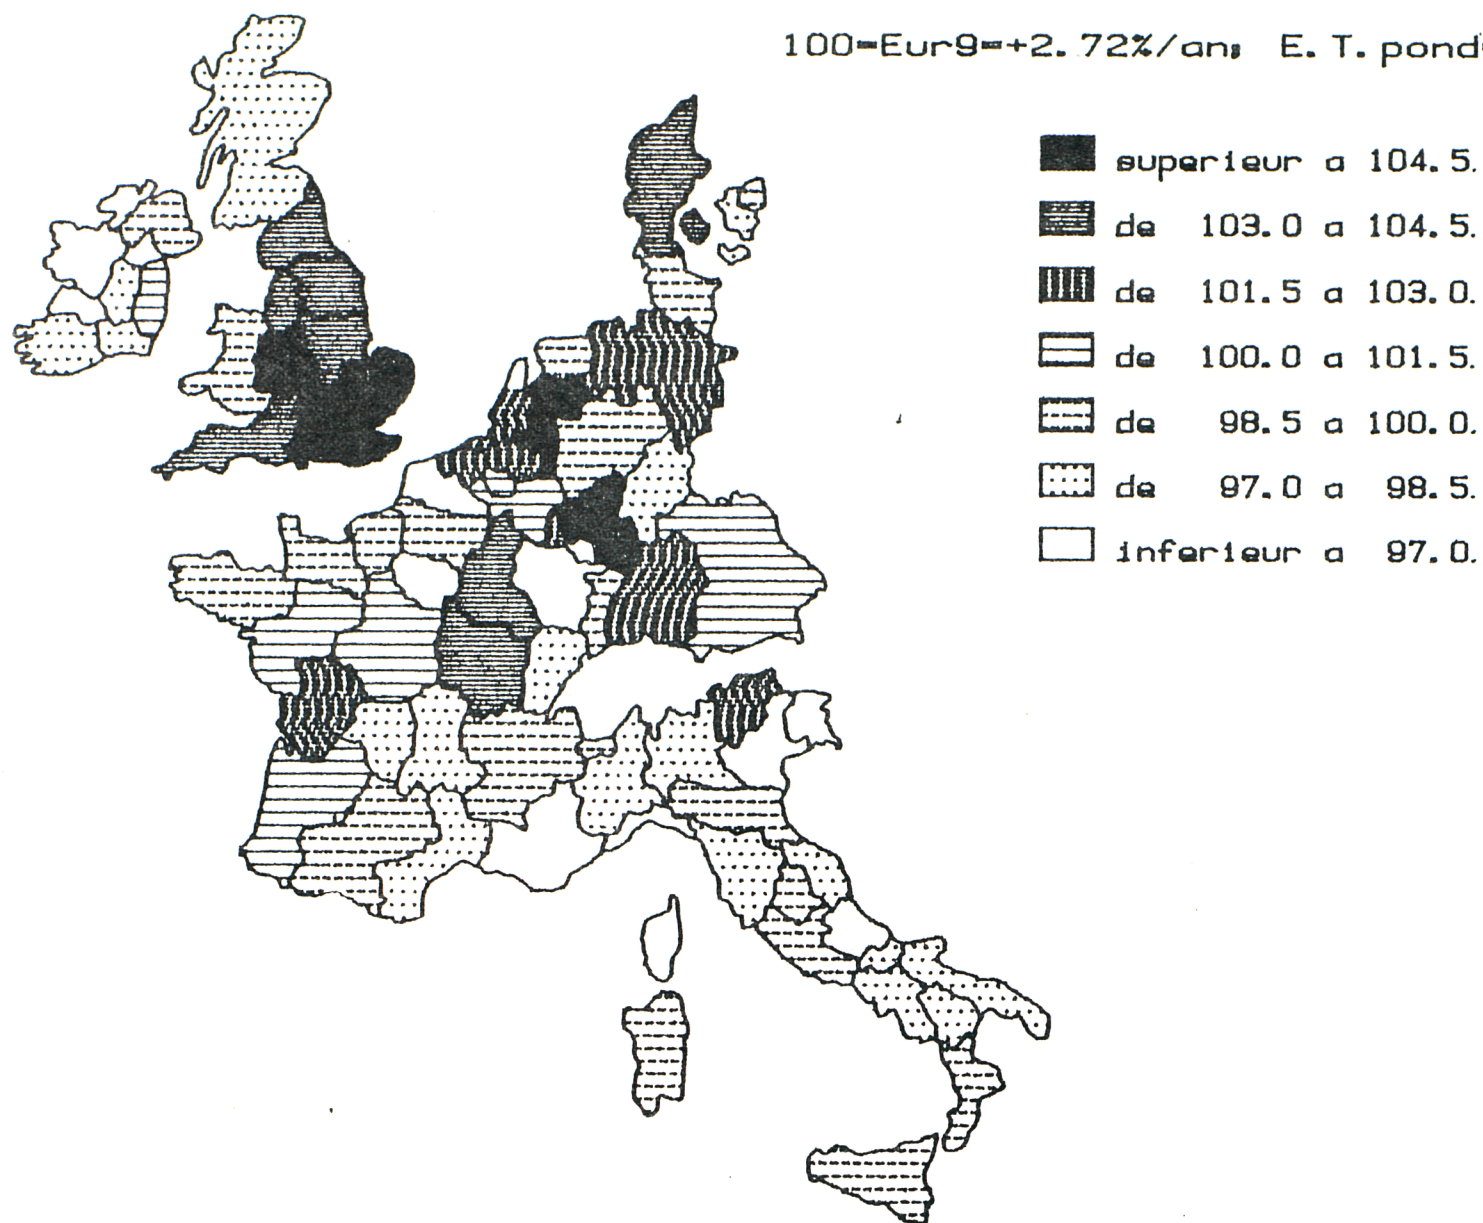 100=Eur9=+2.72%/an; E.T.pond
superieur a 104.5.
de 103.0 a 104.5.
de 101.5 a 103.0.
de 100.0 a 101.5.
de 98.5 a 100.0.
de 97.0 a 98.5.
inferieur a 97.0.